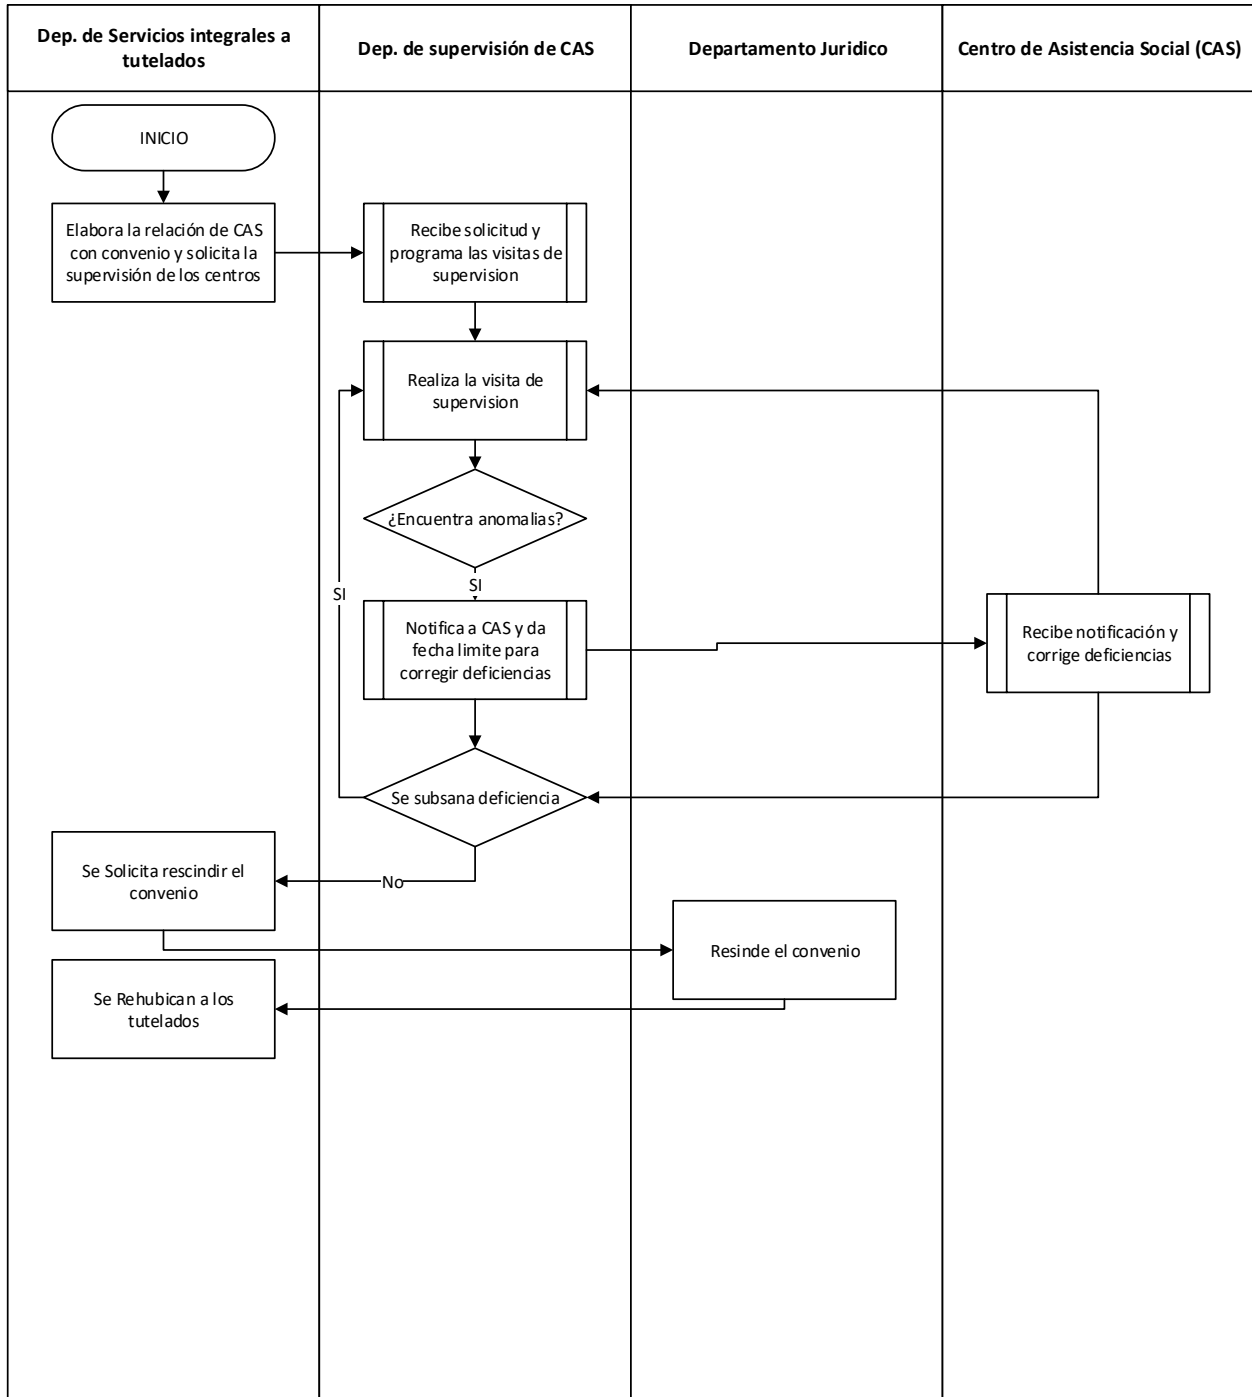 Dep. de Servicios integrales a
tutelados
Dep. de supervisión de CAS
Departamento Juridico
Centro de Asistencia Social (CAS)
INICIO
Elabora la relación de CAS
con convenio y solicita la
supervisión de los centros
Recibe solicitud y
programa las visitas de
supervision
Realiza la visita de
supervision
¿Encuentra anomalias?
SI
SI
Notifica a CAS y da
fecha limite para
corregir deficiencias
Recibe notificación y
corrige deficiencias
Se subsana deficiencia
Se Solicita rescindir el
convenio
No
Resinde el convenio
Se Rehubican a los
tutelados